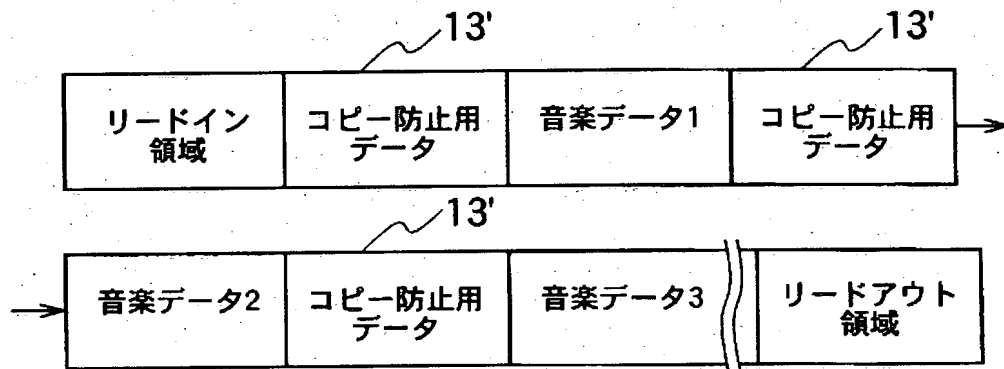 13'
13'
リードイン
領域
コピー防止用
データ
音楽データ1
コピー防止用
データ
13'
音楽データ2
コピー防止用
データ
音楽データ3
リードアウト
領域